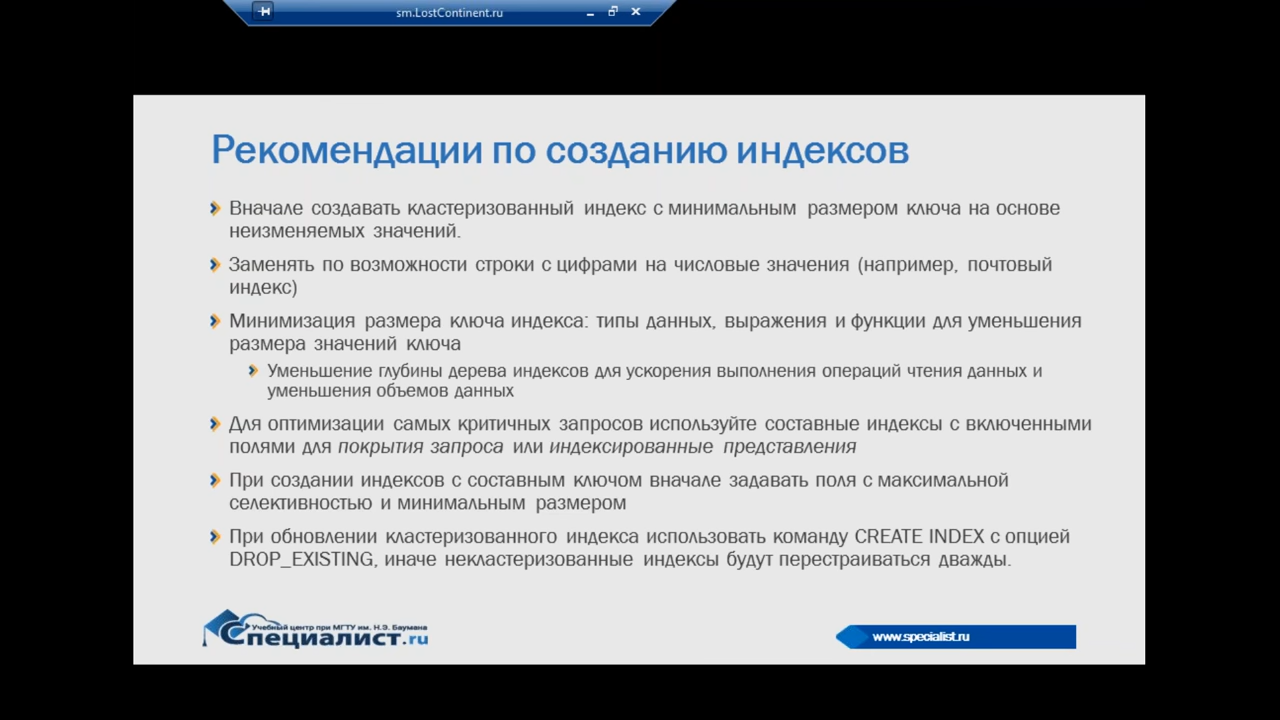 sm.LostContinent.ru
Рекомендации по созданию индексов
Вначале создавать кластеризованный индекс с минимальным размером ключа на основе
неизменяемых значений.
Заменять по возможности строки с цифрами на числовые значения (например, почтовый
индекс)
Минимизация размера ключа индекса: типы данных, выражения и функции для уменьшения
размера значений ключа
Уменьшение глубины дерева индексов для ускорения выполнения операций чтения данных и
уменьшения объемов данных
Для оптимизации самых критичных запросов используйте составные индексы с включенными
полями для покрытия запроса или индексированные представления
При создании индексов с составным ключом вначале задавать поля с максимальной
селективностью и минимальным размером
При обновлении кластеризованного индекса использовать команду CREATE INDEX с опцией
DROP_EXISTING, иначе некластеризованные индексы будут перестраиваться дважды.
Учебный центр при МГТУ им. Н.Э. Баумана
Специалист.ru
www.specialist.ru